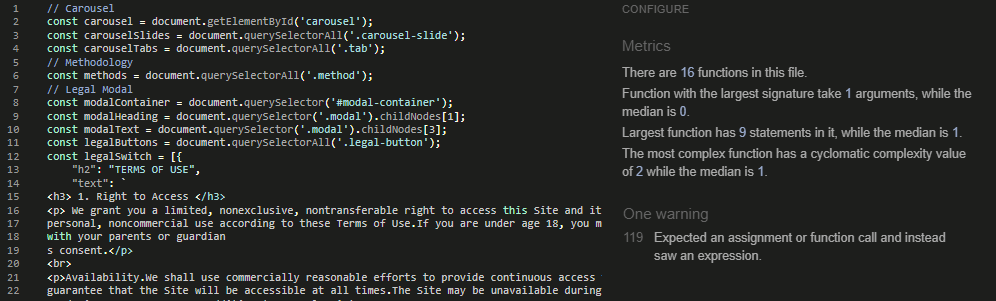 1 // Carousel
2 const carousel = document.getElementById('carousel');
3 const carouselSlides = document.querySelectorAll('.carousel-slide');
4 const carouselTabs = document.querySelectorAll('.tab');
5 // Methodology
6 const methods = document.querySelectorAll('.method');
7 // Legal Modal
8 const modalContainer = document.querySelector('#modal-container');
9 const modalHeading = document.querySelector('.modal').childNodes[1];
10 const modalText = document.querySelector('.modal').childNodes[3];
11 const legalButtons = document.querySelectorAll('.legal-button');
12 const legalSwitch = [{
13 "h2": "TERMS OF USE",
14 "text": `
15 <h3> 1. Right to Access </h3>
16 <p> We grant you a limited, nonexclusive, nontransferable right to access this Site and it
17 personal, noncommercial use according to these Terms of Use.If you are under age 18, you m
18 with your parents or guardian
19 s consent.</p>
20 <br>
21 <p>Availability.We shall use commercially reasonable efforts to provide continuous access
22 guarantee that the Site will be accessible at all times.The Site may be unavailable during
CONFIGURE
Metrics
There are 16 functions in this file.
Function with the largest signature take 1 arguments, while the
median is 0.
Largest function has 9 statements in it, while the median is 1.
The most complex function has a cyclomatic complexity value
of 2 while the median is 1.
One warning
119 Expected an assignment or function call and instead
saw an expression.